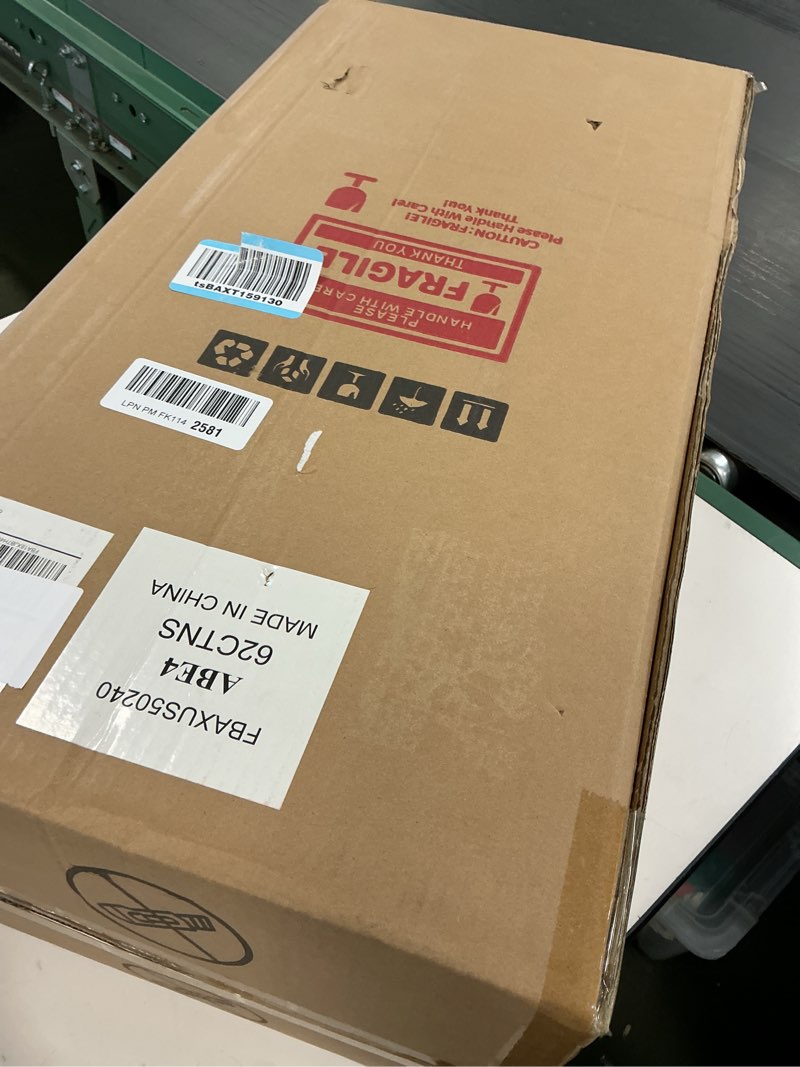 CAUTION:FRAGILE!
Please Handle With Care!
Thank You!
PLEASE
HANDLE WITH CARE
FRAGILE
THANK YOU
tsBAXT159130
LPN PM FK114 2581
FBAXUS50240
ABE4
62CTNS
MADE IN CHINA